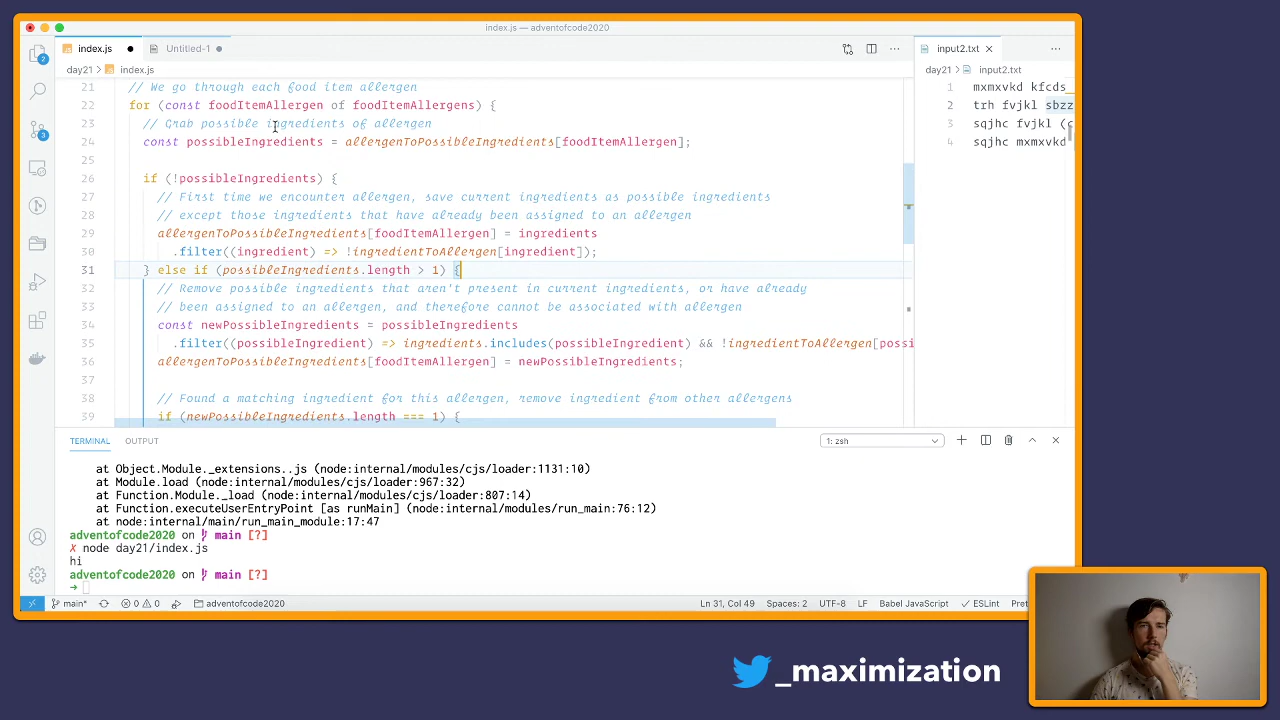 index.js — adventofcode2020
index.js
Untitled-1
input2.txt
day21 > index.js
day21 > input2.txt
21 // We go through each food item allergen
22 for (const foodItemAllergen of foodItemAllergens) {
23 // Grab possible ingredients of allergen
24 const possibleIngredients = allergenToPossibleIngredients[foodItemAllergen];
25
26 if (!possibleIngredients) {
27 // First time we encounter allergen, save current ingredients as possible ingredients
28 // except those ingredients that have already been assigned to an allergen
29 allergenToPossibleIngredients[foodItemAllergen] = ingredients
30 .filter((ingredient) => !ingredientToAllergen[ingredient]);
31 } else if (possibleIngredients.length > 1) {
32 // Remove possible ingredients that aren't present in current ingredients, or have already
33 // been assigned to an allergen, and therefore cannot be associated with allergen
34 const newPossibleIngredients = possibleIngredients
35 .filter((possibleIngredient) => ingredients.includes(possibleIngredient) && !ingredientToAllergen[possi
36 allergenToPossibleIngredients[foodItemAllergen] = newPossibleIngredients;
37
38 // Found a matching ingredient for this allergen, remove ingredient from other allergens
39 if (newPossibleIngredients.length === 1) {
1 mxmxvkd kfcds
2 trh fvjkl sbzz
3 sqjhc fvjkl (c
4 sqjhc mxmxvkd
TERMINAL
OUTPUT
1: zsh
at Object.Module._extensions..js (node:internal/modules/cjs/loader:1131:10)
at Module.load (node:internal/modules/cjs/loader:967:32)
at Function.Module._load (node:internal/modules/cjs/loader:807:14)
at Function.executeUserEntryPoint [as runMain] (node:internal/modules/run_main:76:12)
at node:internal/main/run_main_module:17:47
adventofcode2020 on main [?]
✗ node day21/index.js
hi
adventofcode2020 on main [?]
→
2
3
main*
0 0
adventofcode2020
Ln 31, Col 49
Spaces: 2
UTF-8
LF
Babel JavaScript
ESLint
Pret
_maximization